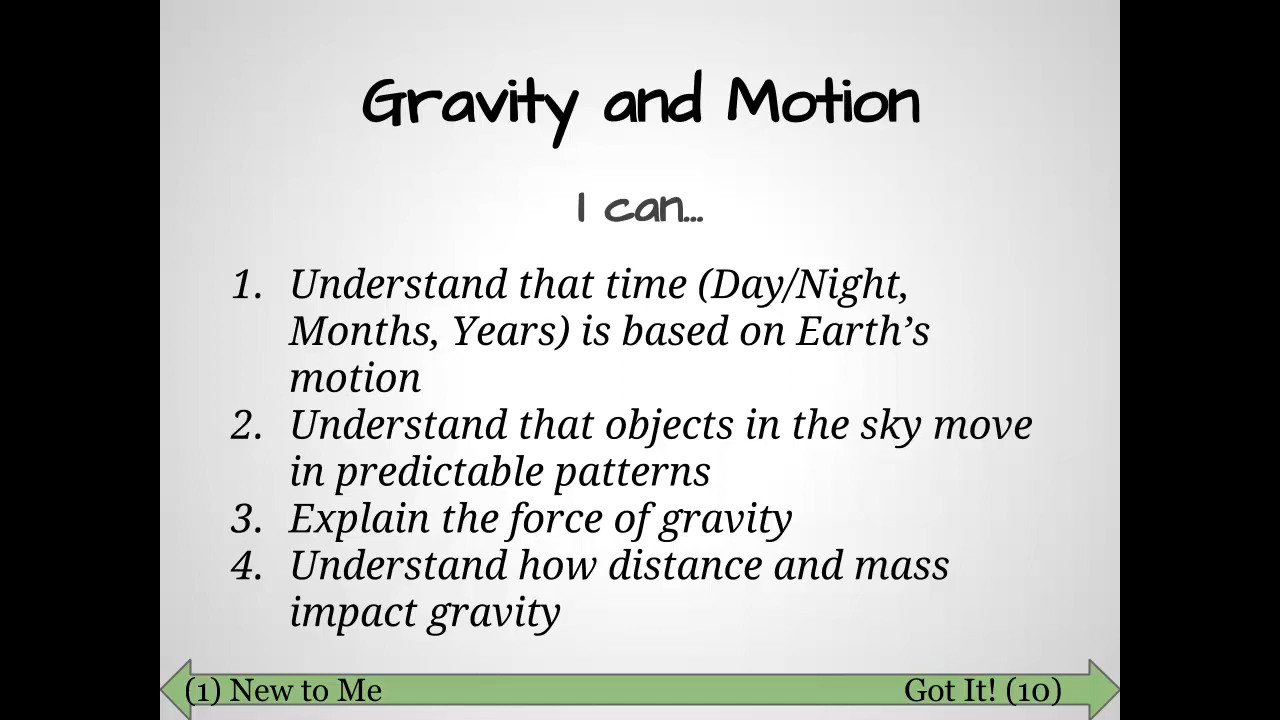 Gravity and Motion
I can...
1. Understand that time (Day/Night,
Months, Years) is based on Earth’s
motion
2. Understand that objects in the sky move
in predictable patterns
3. Explain the force of gravity
4. Understand how distance and mass
impact gravity
(1) New to Me Got It! (10)